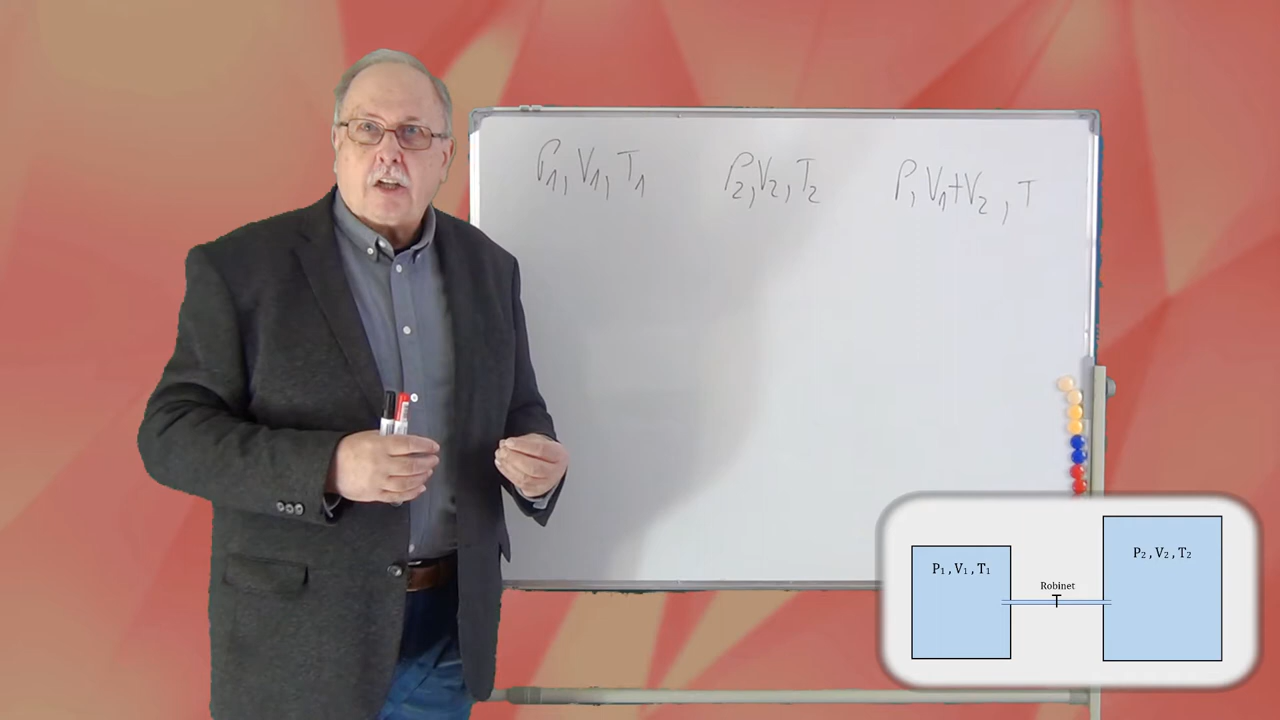 P₁, V₁, T₁
P₂, V₂, T₂
P, V₁+V₂, T
P₁, V₁, T₁
Robinet
P₂, V₂, T₂